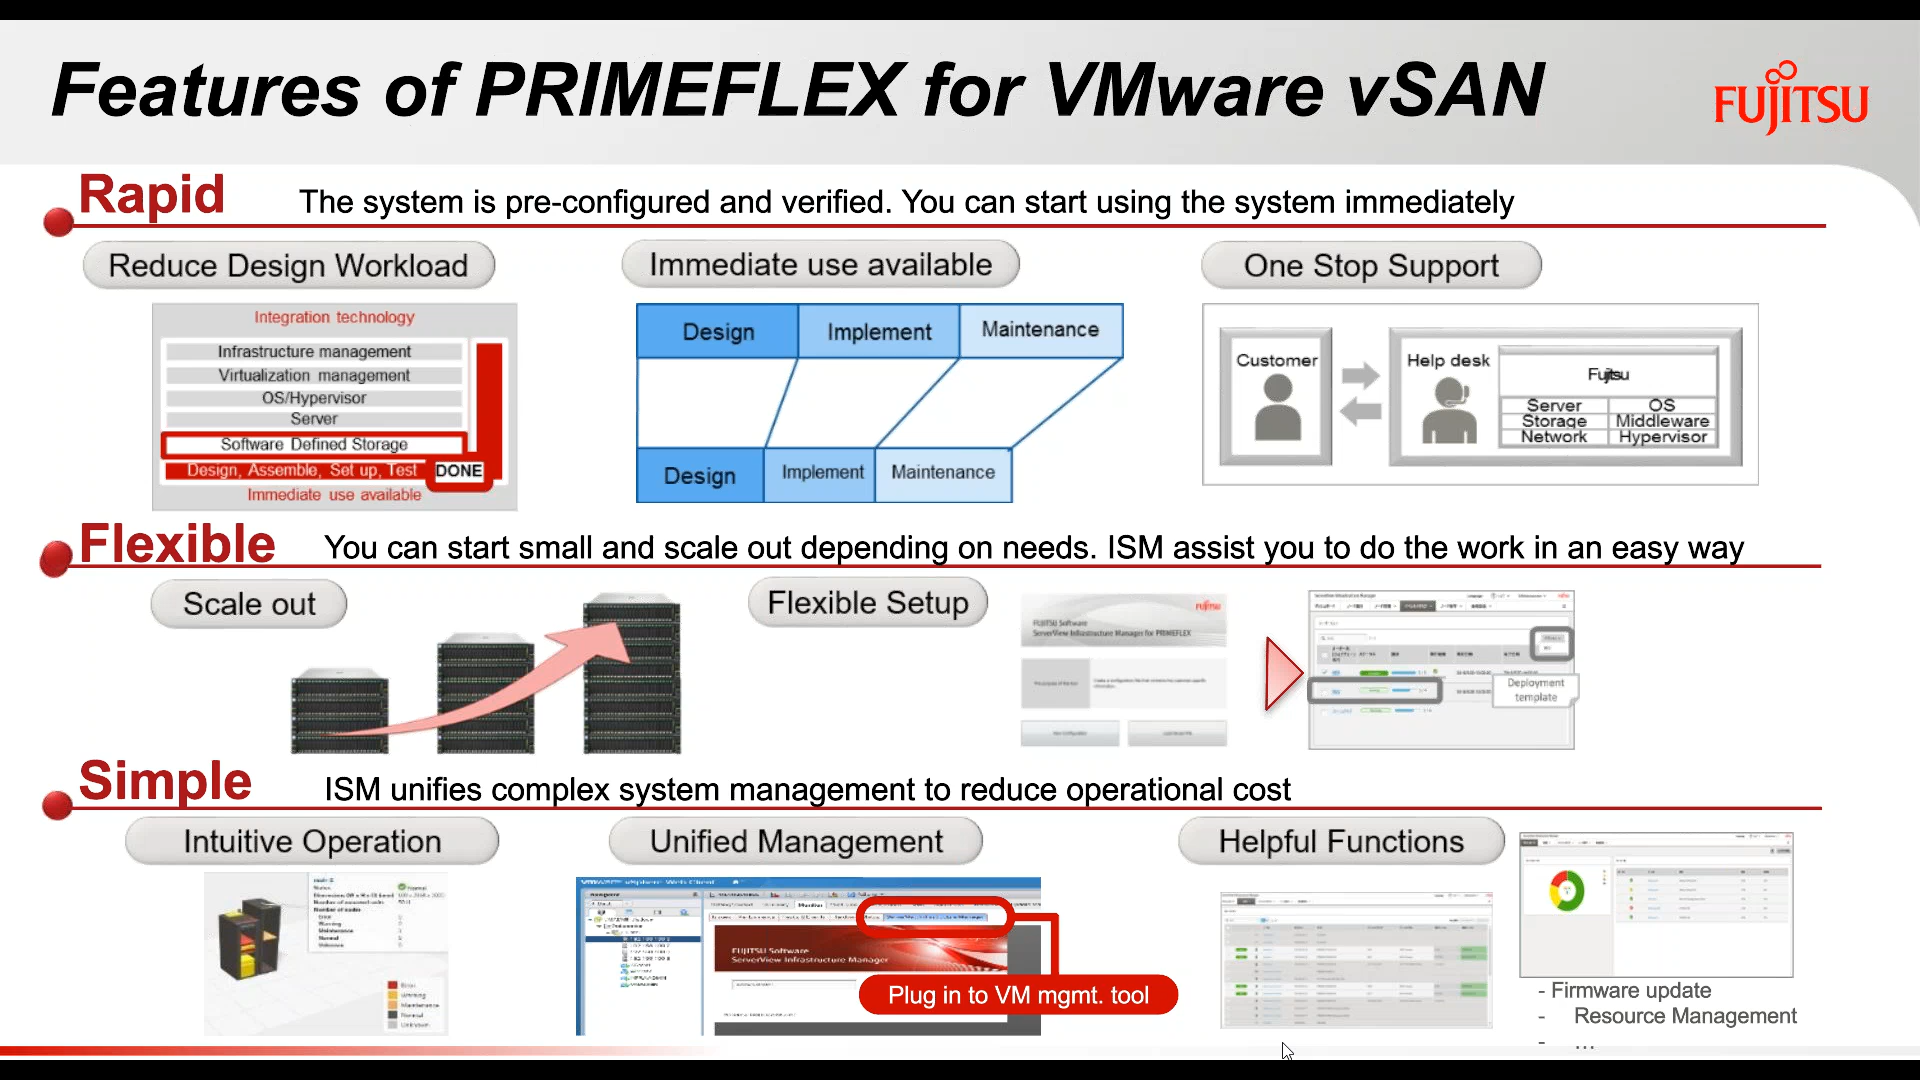 Features of PRIMEFLEX for VMware vSAN
FUJITSU
Rapid
The system is pre-configured and verified. You can start using the system immediately
Reduce Design Workload
Immediate use available
One Stop Support
Integration technology
Infrastructure management
Virtualization management
OS/Hypervisor
Server
Software Defined Storage
Design, Assemble, Set up, Test
DONE
Immediate use available
Design
Implement
Maintenance
Design
Implement
Maintenance
Customer
Help desk
Fujitsu
Server
OS
Storage
Middleware
Network
Hypervisor
Flexible
You can start small and scale out depending on needs. ISM assist you to do the work in an easy way
Scale out
Flexible Setup
FUJITSU
FUJITSU Software
ServerView Infrastructure Manager for PRIMEFLEX
Deployment
template
Simple
ISM unifies complex system management to reduce operational cost
Intuitive Operation
Unified Management
Helpful Functions
Normal
Error
Warning
Maintenance
Normal
Unknown
FUJITSU Software
ServerView Infrastructure Manager
Plug in to VM mgmt. tool
- Firmware update
- Resource Management
- ...